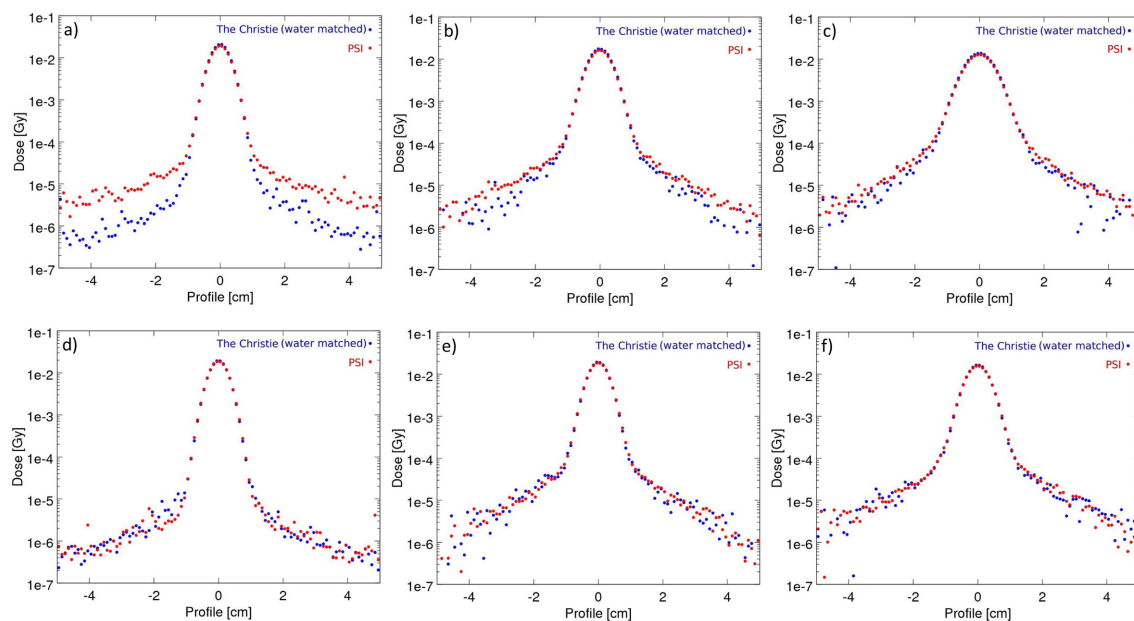 a)
The Christie (water matched)
PSI
1e-1
1e-2
1e-3
1e-4
1e-5
1e-6
1e-7
Dose [Gy]
-4 -2 0 2 4
Profile [cm]
b)
The Christie (water matched)
PSI
1e-1
1e-2
1e-3
1e-4
1e-5
1e-6
1e-7
Dose [Gy]
-4 -2 0 2 4
Profile [cm]
c)
The Christie (water matched)
PSI
1e-1
1e-2
1e-3
1e-4
1e-5
1e-6
1e-7
Dose [Gy]
-4 -2 0 2 4
Profile [cm]
d)
The Christie (water matched)
PSI
1e-1
1e-2
1e-3
1e-4
1e-5
1e-6
1e-7
Dose [Gy]
-4 -2 0 2 4
Profile [cm]
e)
The Christie (water matched)
PSI
1e-1
1e-2
1e-3
1e-4
1e-5
1e-6
1e-7
Dose [Gy]
-4 -2 0 2 4
Profile [cm]
f)
The Christie (water matched)
PSI
1e-1
1e-2
1e-3
1e-4
1e-5
1e-6
1e-7
Dose [Gy]
-4 -2 0 2 4
Profile [cm]